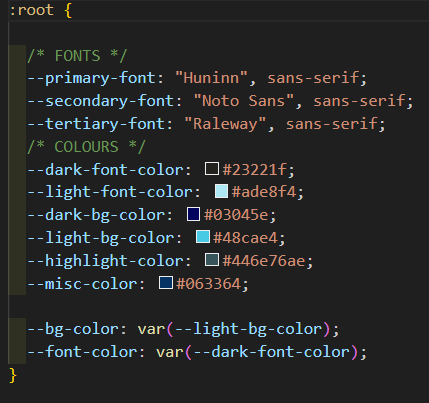 :root {
/* FONTS */
--primary-font: "Huninn", sans-serif;
--secondary-font: "Noto Sans", sans-serif;
--tertiary-font: "Raleway", sans-serif;
/* COLOURS */
--dark-font-color: #23221f;
--light-font-color: #ade8f4;
--dark-bg-color: #03045e;
--light-bg-color: #48cae4;
--highlight-color: #446e76ae;
--misc-color: #063364;
--bg-color: var(--light-bg-color);
--font-color: var(--dark-font-color);
}